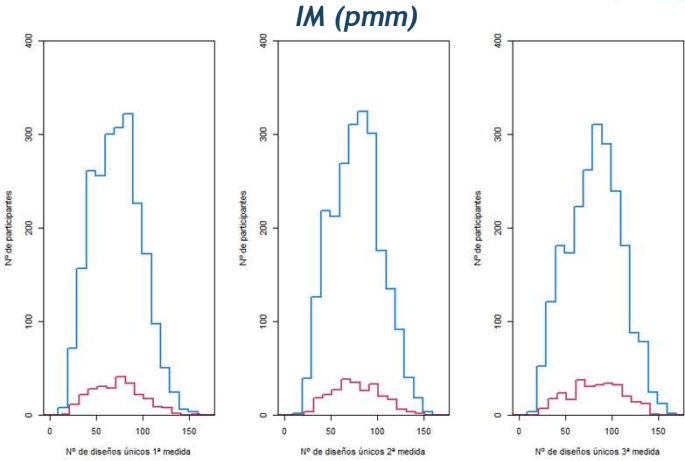 IM (pmm)
Nº de participantes
400
300
200
100
0
0 50 100 150
Nº de diseños únicos 1ª medida
Nº de participantes
400
300
200
100
0
0 50 100 150
Nº de diseños únicos 2ª medida
Nº de participantes
400
300
200
100
0
0 50 100 150
Nº de diseños únicos 3ª medida